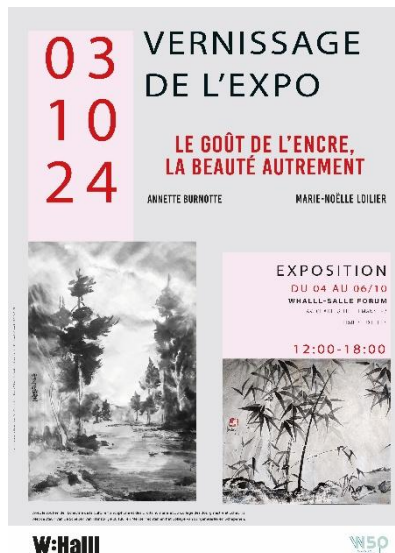 03
10
24
VERNISSAGE
DE L'EXPO
LE GOÛT DE L'ENCRE,
LA BEAUTÉ AUTREMENT
ANNETTE BURNOTTE
MARIE-NOËLLE LOILIER
EXPOSITION
DU 04 AU 06/10
WHALLL-SALLE FORUM
12:00-18:00
W:Halll
wsp